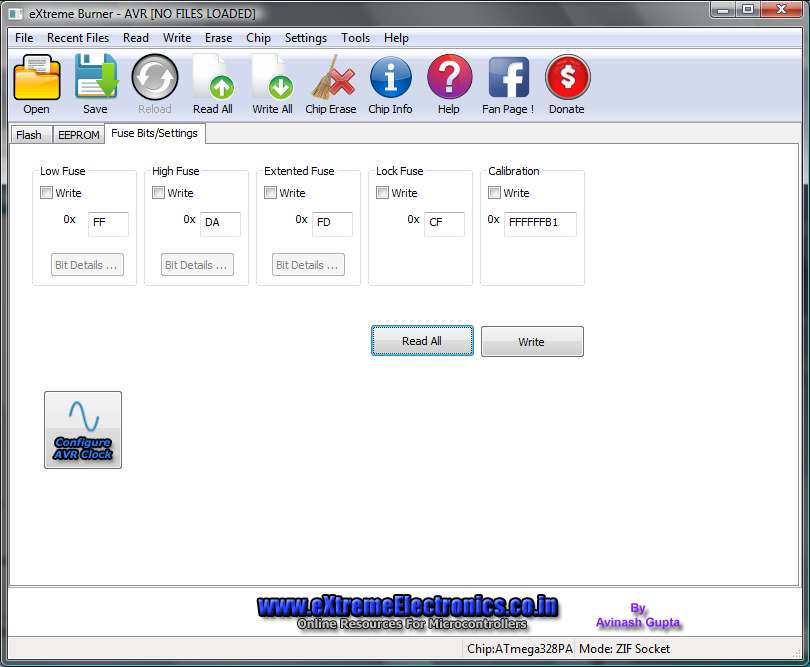 eXtreme Burner - AVR [NO FILES LOADED]
File Recent Files Read Write Erase Chip Settings Tools Help
Open Save Reload Read All Write All Chip Erase Chip Info Help Fan Page ! Donate
Flash EEPROM Fuse Bits/Settings
Low Fuse High Fuse Extented Fuse Lock Fuse Calibration
Write Write Write Write Write
0x FF 0x DA 0x FD 0x CF 0x FFFFFFB1
Bit Details ... Bit Details ... Bit Details ...
Read All Write
Configure
AVR Clock
www.eXtremeElectronics.co.in
Online Resources For Microcontrollers
By
Avinash Gupta
Chip:ATmega328PA Mode: ZIF Socket